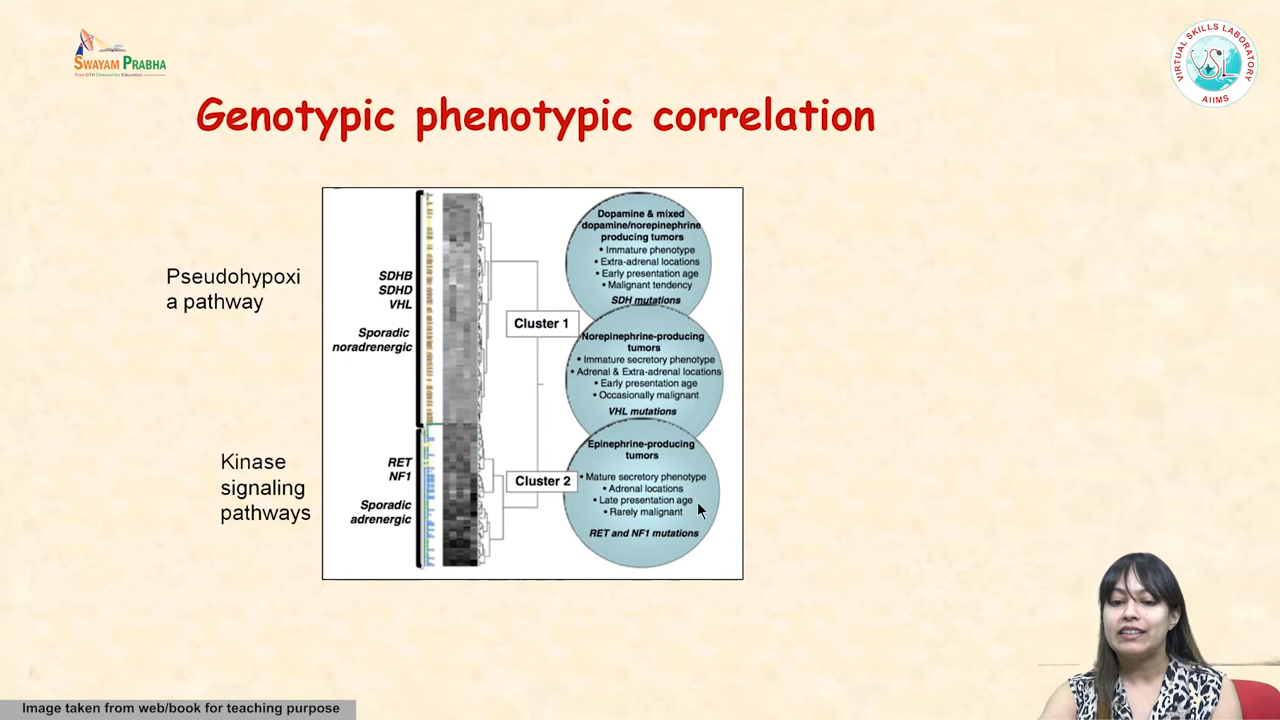 SWAYAM PRABHA
Free DTH Channel for Education
VIRTUAL SKILLS LABORATORY
VSL
AIIMS
Genotypic phenotypic correlation
Pseudohypoxi
a pathway
SDHB
SDHD
VHL
Sporadic
noradrenergic
Cluster 1
Dopamine & mixed
dopamine/norepinephrine
producing tumors
• Immature phenotype
• Extra-adrenal locations
• Early presentation age
• Malignant tendency
SDH mutations
Norepinephrine-producing
tumors
• Immature secretory phenotype
• Adrenal & Extra-adrenal locations
• Early presentation age
• Occasionally malignant
VHL mutations
Kinase
signaling
pathways
RET
NF1
Sporadic
adrenergic
Cluster 2
Epinephrine-producing
tumors
• Mature secretory phenotype
• Adrenal locations
• Late presentation age
• Rarely malignant
RET and NF1 mutations
Image taken from web/book for teaching purpose